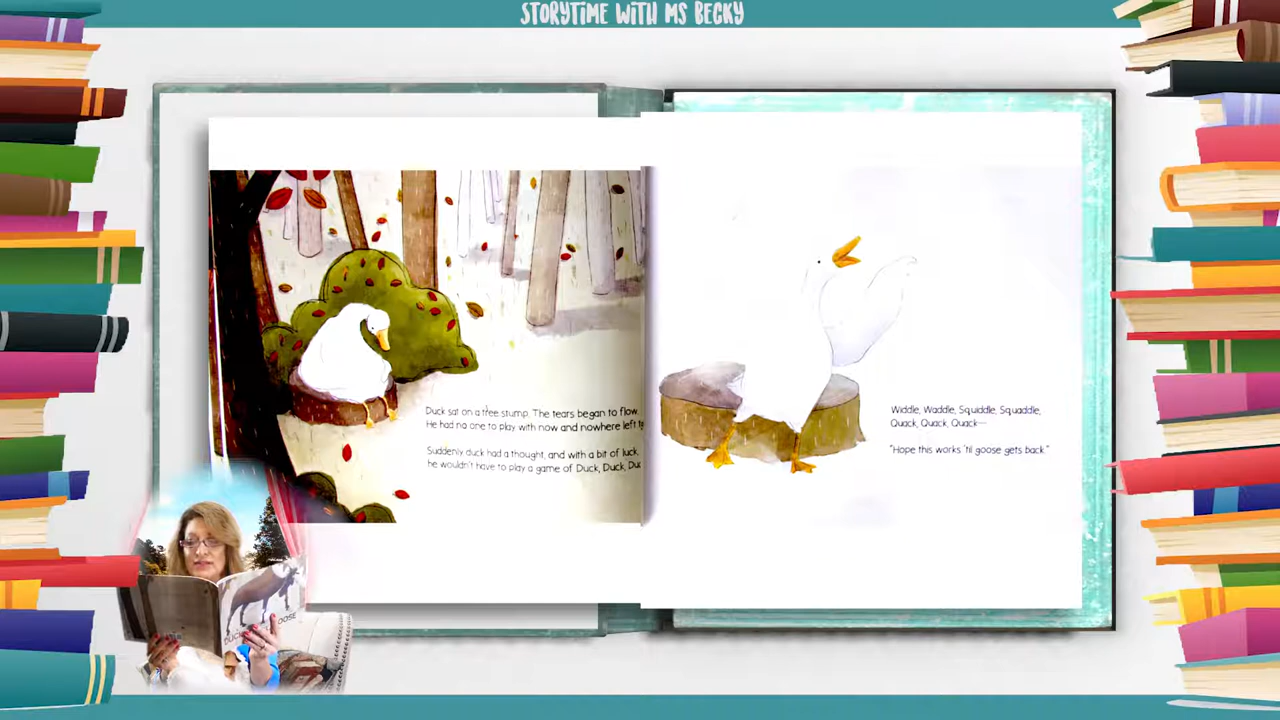 STORYTIME WITH MS BECKY
Duck sat on a tree stump. The tears began to flow.
He had no one to play with now and nowhere left
Suddenly duck had a thought, and with a bit of luck,
he wouldn't have to play a game of Duck, Duck,
Widdle, Waddle, Squiddle, Squaddle,
Quack, Quack, Quack—
"Hope this works 'til goose gets back."